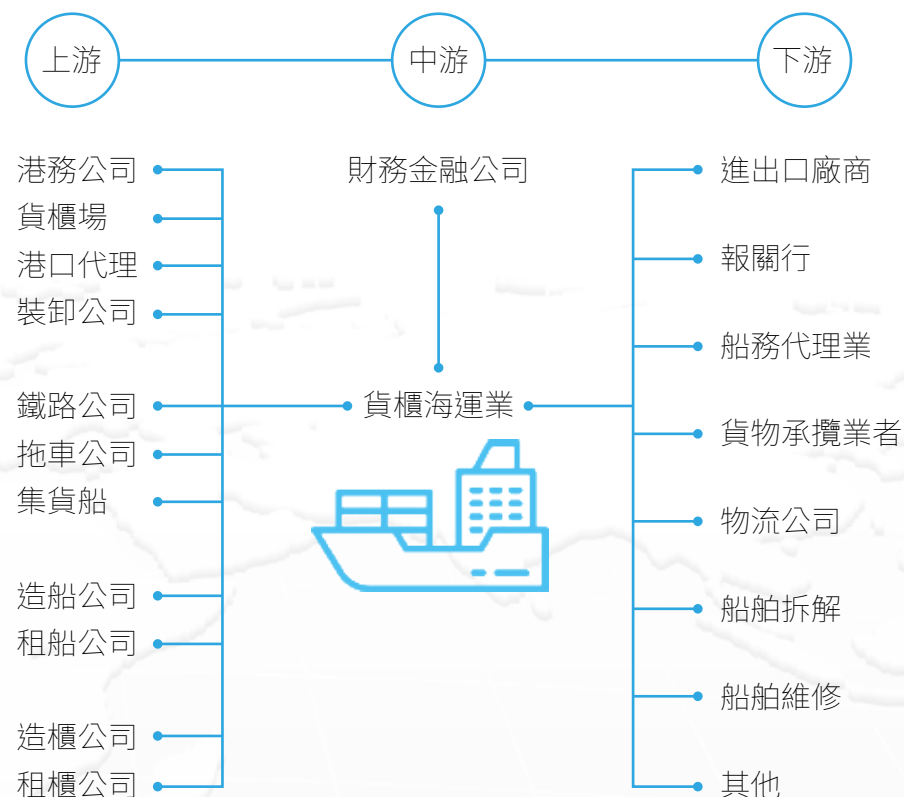 上游
中游
下游
港務公司
貨櫃場
港口代理
裝卸公司
鐵路公司
拖車公司
集貨船
造船公司
租船公司
造櫃公司
租櫃公司
財務金融公司
貨櫃海運業
進出口廠商
報關行
船務代理業
貨物承攬業者
物流公司
船舶拆解
船舶維修
其他